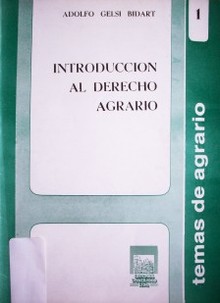 ADOLFO GELSI BIDART
INTRODUCCION
AL DERECHO
AGRARIO
1
temas de agrario